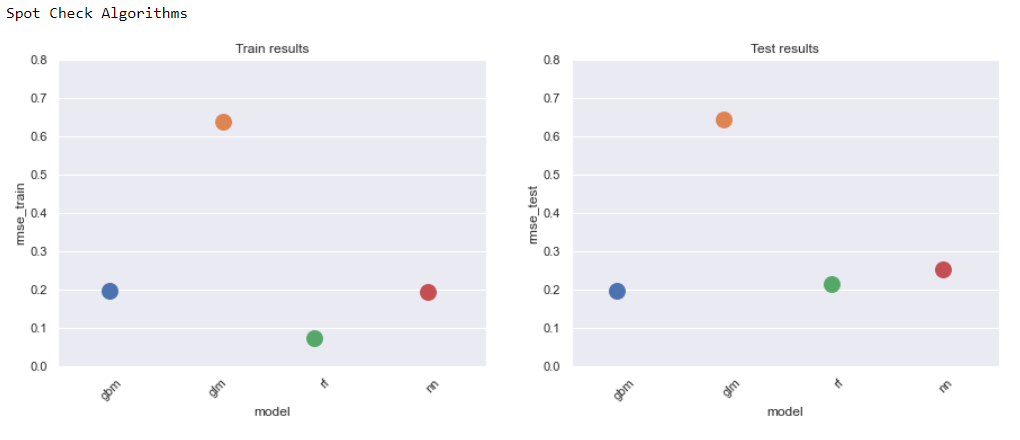 Spot Check Algorithms
Train results
0.8
0.7
0.6
0.5
0.4
0.3
0.2
0.1
0.0
rmse_train
gbm
glm
rf
nn
model
Test results
0.8
0.7
0.6
0.5
0.4
0.3
0.2
0.1
0.0
rmse_test
gbm
glm
rf
nn
model